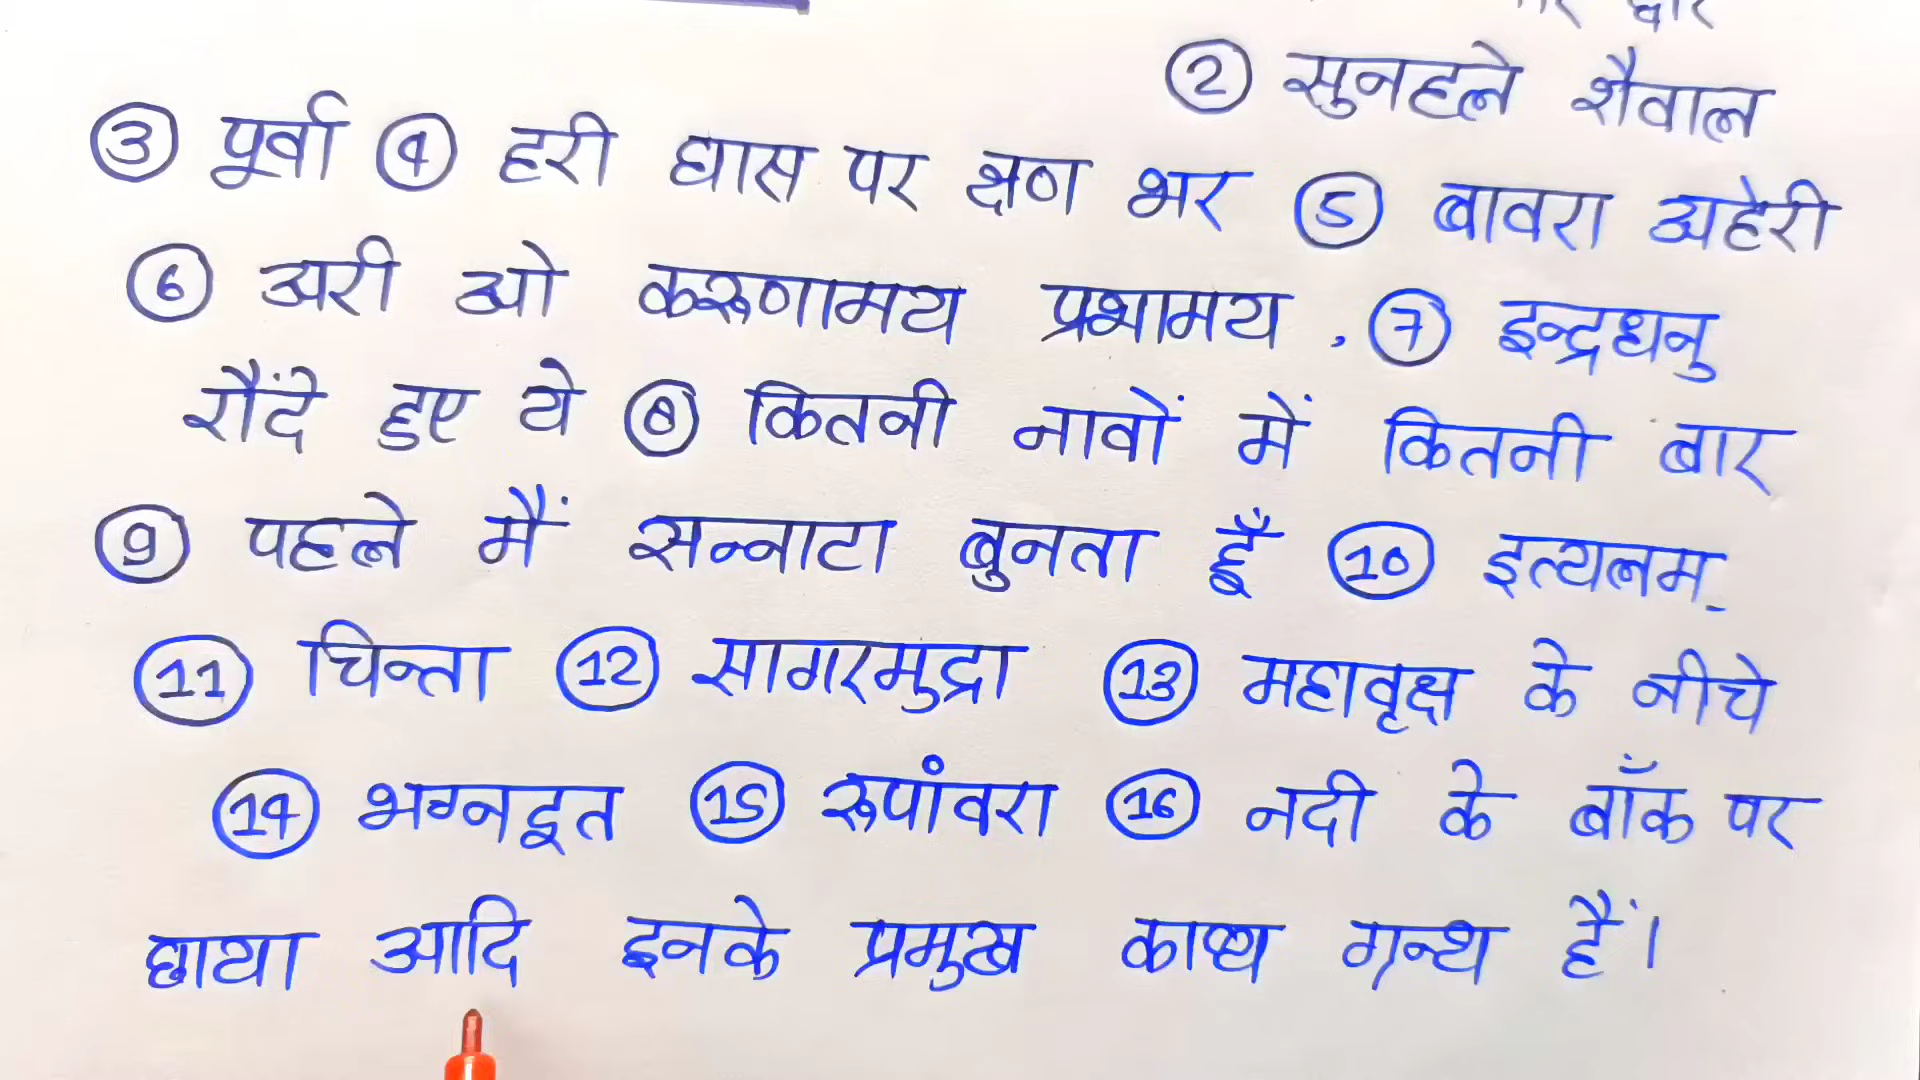 ② सुनहले शैवाल
③ पूर्वा ④ हरी घास पर क्षण भर ⑤ बावरा अहेरी
⑥ अरी ओ करुणामय प्रभामय, ⑦ इन्द्रधनु
रौंदे हुए ये ⑧ कितनी नावों में कितनी बार
⑨ पहले मैं सन्नाटा बुनता हूँ ⑩ इत्यलम्
⑪ चिन्ता ⑫ सागरमुद्रा ⑬ महावृक्ष के नीचे
⑭ भग्नदूत ⑮ रूपांवरा ⑯ नदी के बाँक पर
छाया आदि इनके प्रमुख काव्य ग्रन्थ हैं।